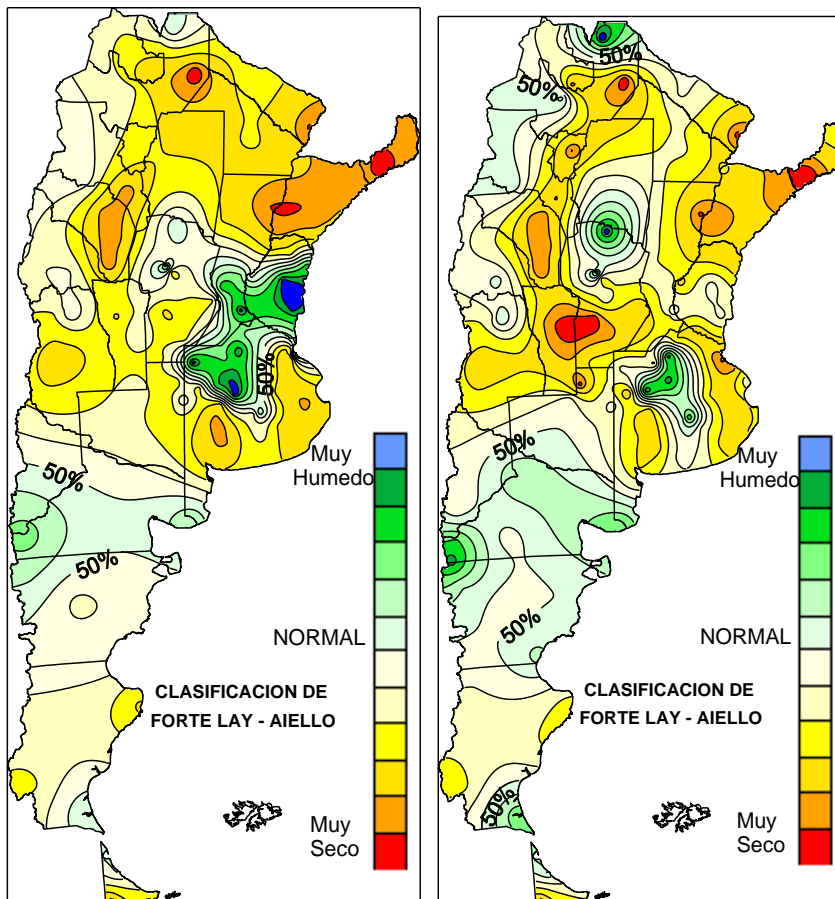 50%
50%
50%
Muy
Humedo
NORMAL
CLASIFICACION DE
FORTE LAY - AIELLO
Muy
Seco
50%
50%
50%
50%
50%
Muy
Humedo
NORMAL
CLASIFICACION DE
FORTE LAY - AIELLO
Muy
Seco